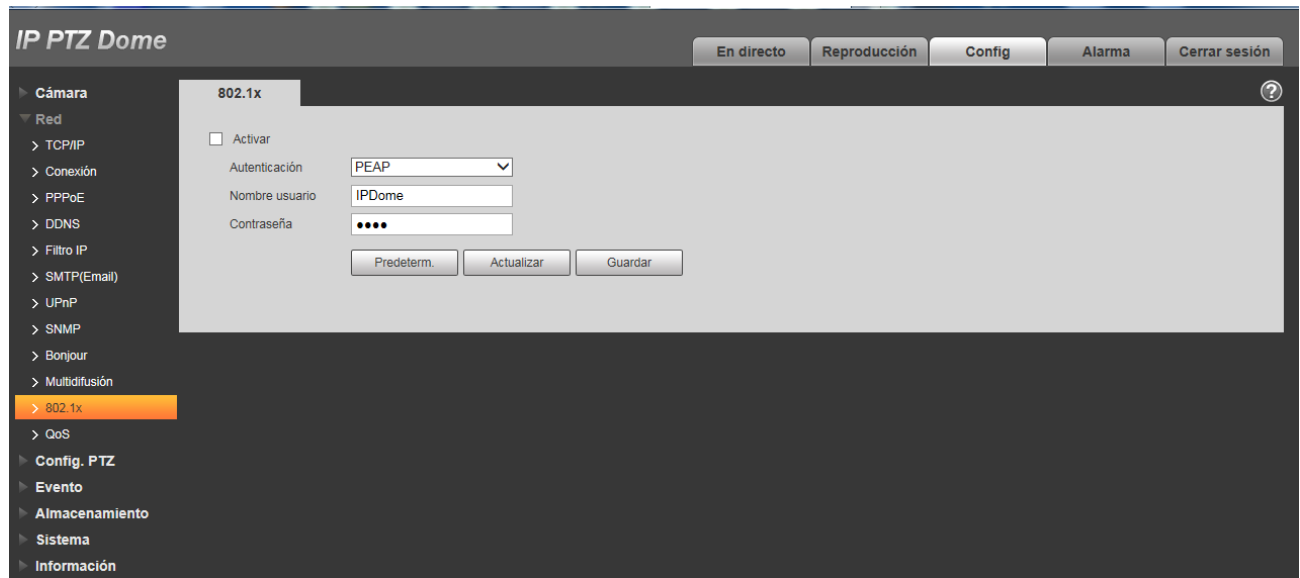 IP PTZ Dome
En directo
Reproducción
Config
Alarma
Cerrar sesión
Cámara
Red
TCP/IP
Conexión
PPPoE
DDNS
Filtro IP
SMTP(Email)
UPnP
SNMP
Bonjour
Multidifusión
802.1x
QoS
Config. PTZ
Evento
Almacenamiento
Sistema
Información
802.1x
?
Activar
Autenticación PEAP
Nombre usuario IPDome
Contraseña ●●●●
Predeterm. Actualizar Guardar